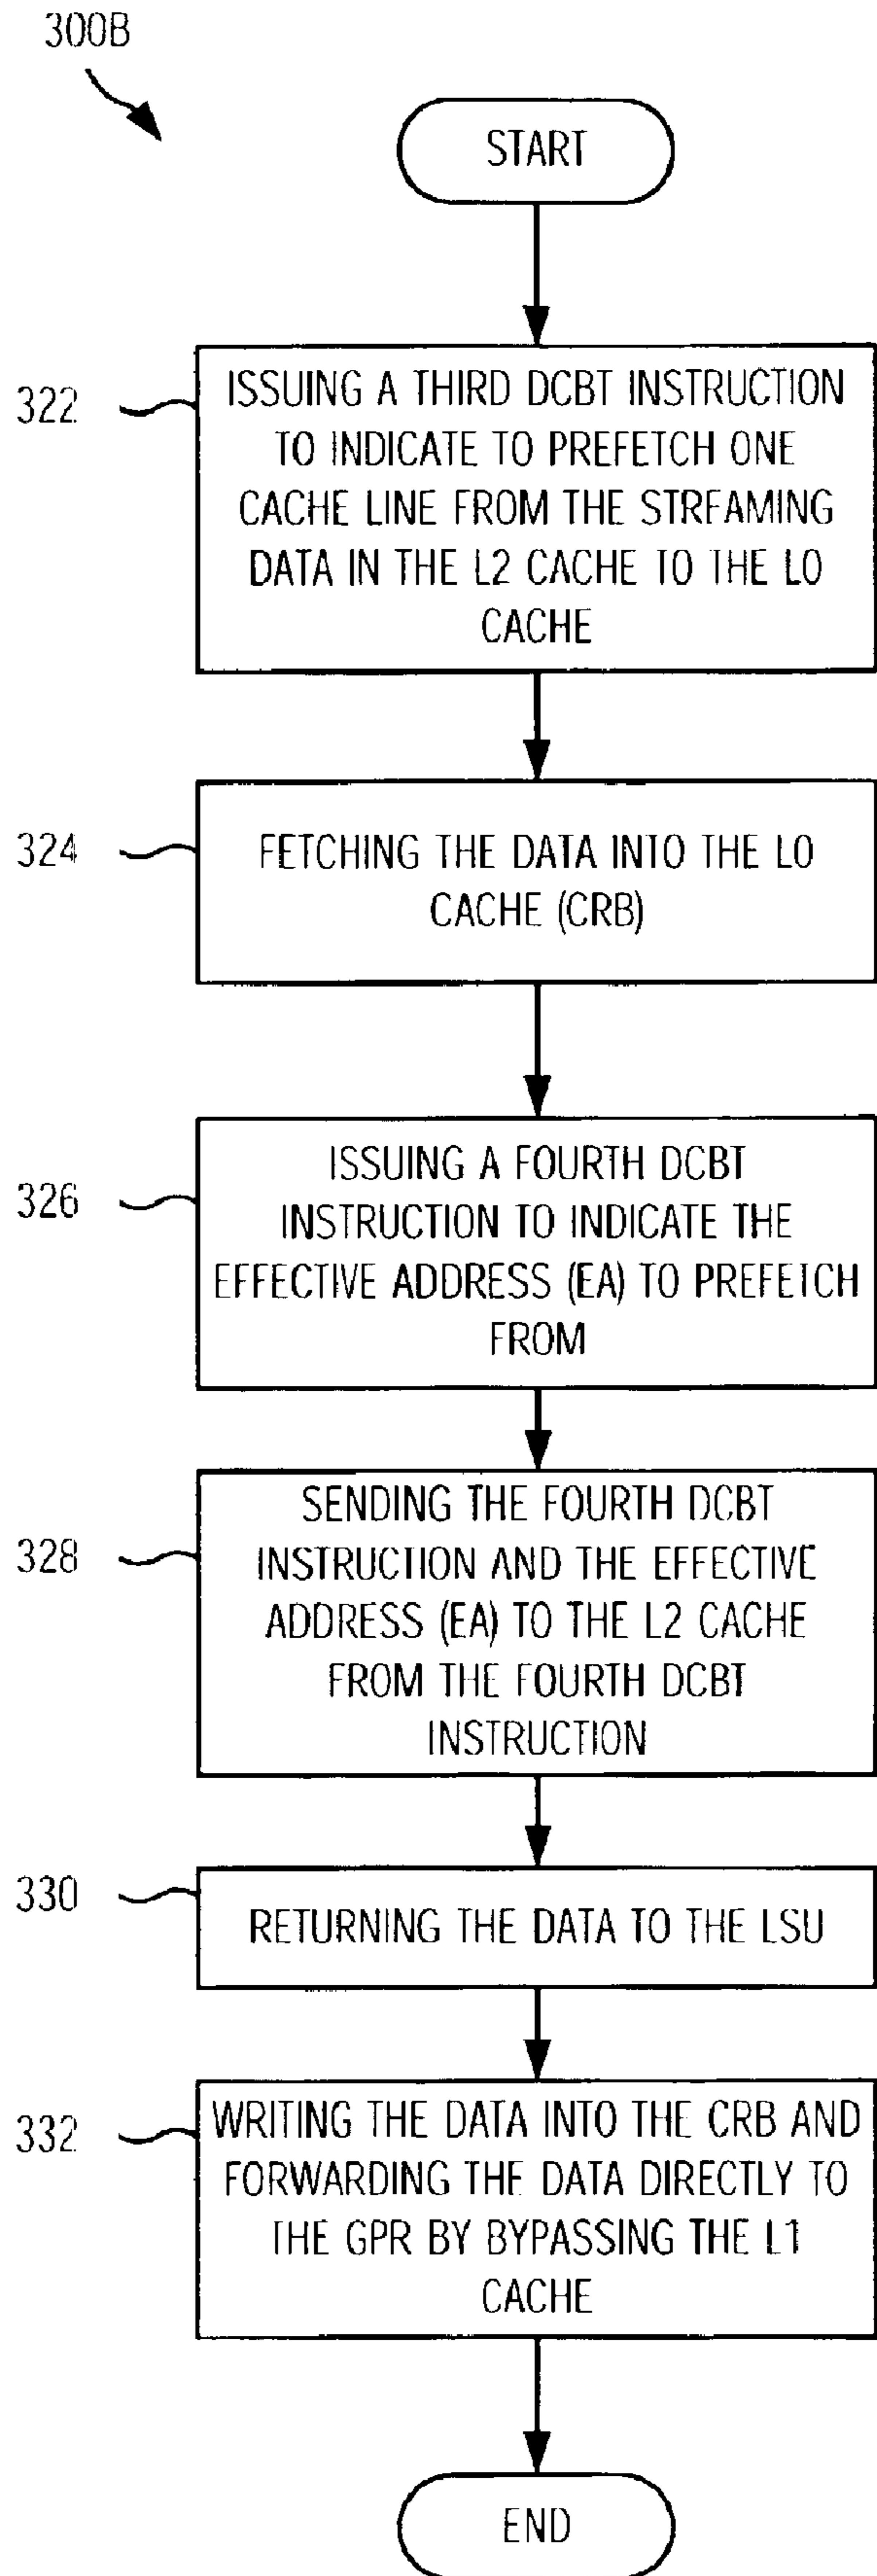 300B
START
322
ISSUING A THIRD DCBT INSTRUCTION
TO INDICATE TO PREFETCH ONE
CACHE LINE FROM THE STREAMING
DATA IN THE L2 CACHE TO THE L0
CACHE
324
FETCHING THE DATA INTO THE L0
CACHE (CRB)
326
ISSUING A FOURTH DCBT
INSTRUCTION TO INDICATE THE
EFFECTIVE ADDRESS (EA) TO PREFETCH
FROM
328
SENDING THE FOURTH DCBT
INSTRUCTION AND THE EFFECTIVE
ADDRESS (EA) TO THE L2 CACHE
FROM THE FOURTH DCBT
INSTRUCTION
330
RETURNING THE DATA TO THE LSU
332
WRITING THE DATA INTO THE CRB AND
FORWARDING THE DATA DIRECTLY TO
THE GPR BY BYPASSING THE L1
CACHE
END